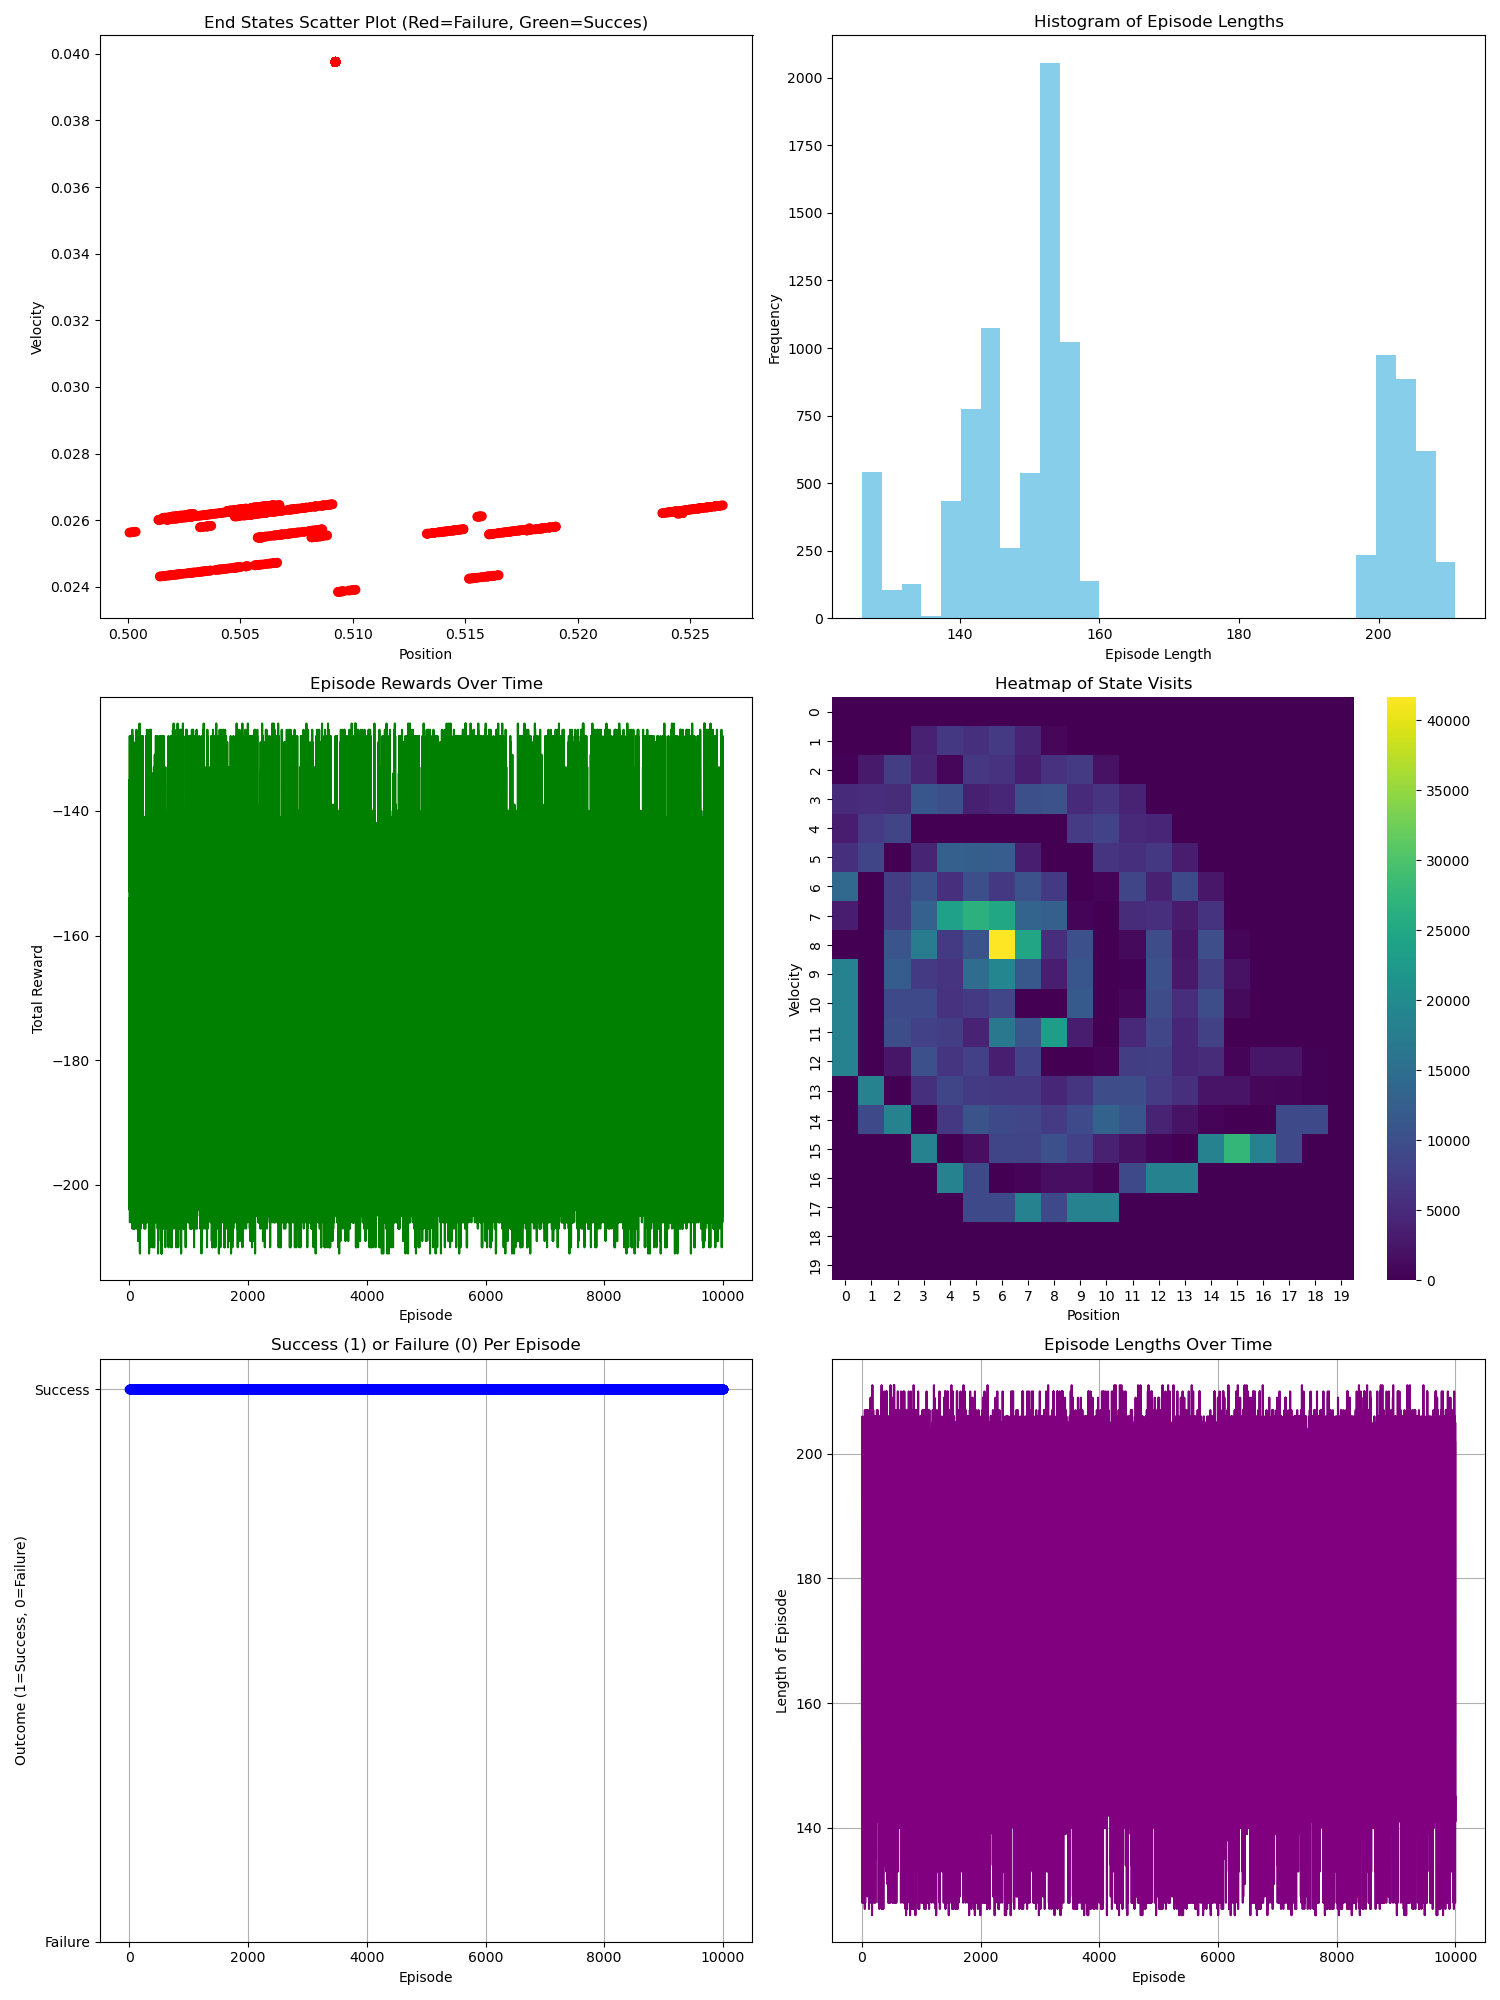 End States Scatter Plot (Red=Failure, Green=Succes)
0.040
0.038
0.036
0.034
0.032
0.030
0.028
0.026
0.024
Velocity
0.500 0.505 0.510 0.515 0.520 0.525
Position
Histogram of Episode Lengths
2000
1750
1500
1250
1000
750
500
250
0
Frequency
140 160 180 200
Episode Length
Episode Rewards Over Time
−140
−160
−180
−200
Total Reward
0 2000 4000 6000 8000 10000
Episode
Heatmap of State Visits
0
1
2
3
4
5
6
7
8
9
10
11
12
13
14
15
16
17
18
19
Velocity
0 1 2 3 4 5 6 7 8 9 10 11 12 13 14 15 16 17 18 19
Position
40000
35000
30000
25000
20000
15000
10000
5000
0
Success (1) or Failure (0) Per Episode
Success
Failure
Outcome (1=Success, 0=Failure)
0 2000 4000 6000 8000 10000
Episode
Episode Lengths Over Time
200
180
160
140
Length of Episode
0 2000 4000 6000 8000 10000
Episode